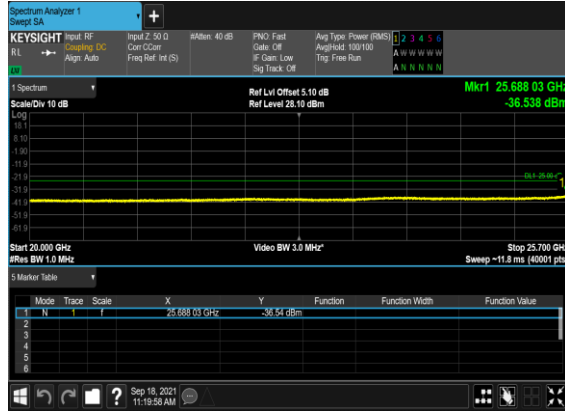 Spectrum Analyzer 1
Swept SA
+
KEYSIGHT Input: RF Input Z: 50 Ω #Atten: 40 dB PNO: Fast Avg Type: Power (RMS) 1 2 3 4 5 6
RL Coupling: DC Corr CCorr Gate: Off Avg|Hold: 100/100 A W W W W W
Align: Auto Freq Ref: Int (S) IF Gain: Low Trig: Free Run
LV Sig Track: Off A N N N N N
1 Spectrum Ref Lvl Offset 5.10 dB Mkr1 25.688 03 GHz
Scale/Div 10 dB Ref Level 28.10 dBm -36.538 dBm
Log
18.1
8.10
-1.90
-11.9
-21.9 DL1 -25.00
1
-31.9
-41.9
-51.9
-61.9
Start 20.000 GHz Video BW 3.0 MHz* Stop 25.700 GH
#Res BW 1.0 MHz Sweep ~11.8 ms (40001 pts
5 Marker Table
Mode Trace Scale X Y Function Function Width Function Value
1 N 1 f 25.688 03 GHz -36.54 dBm
2
3
4
5
6
? Sep 18, 2021
11:19:58 AM